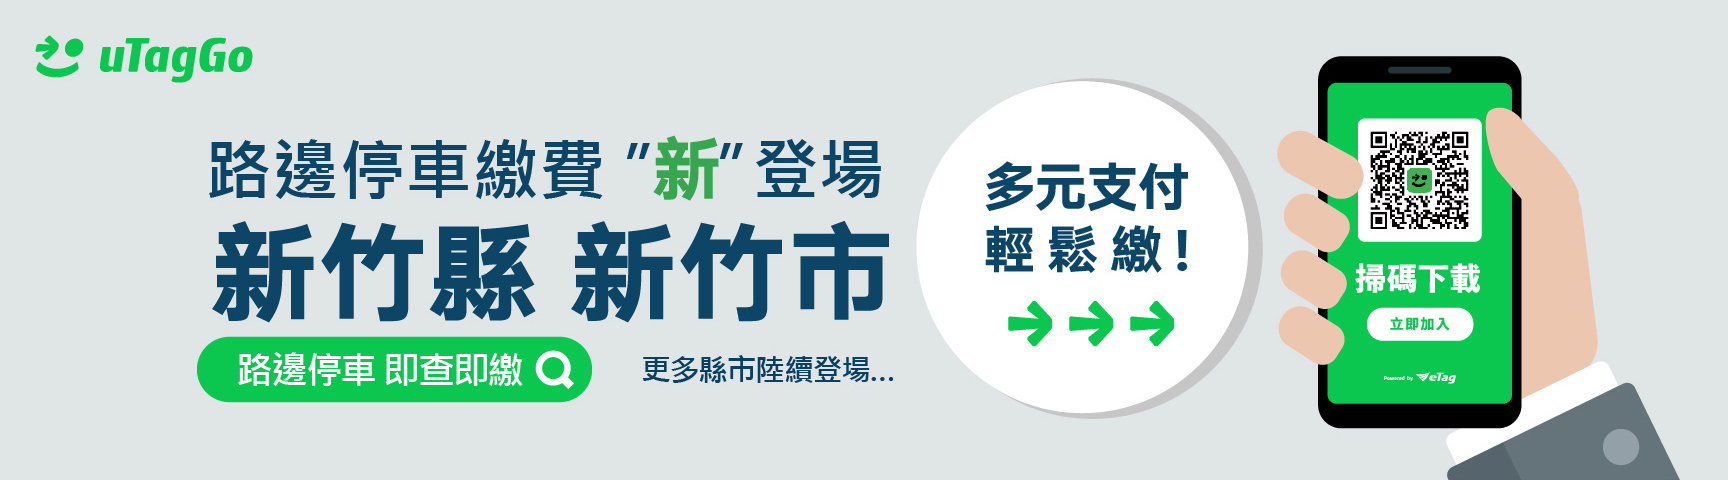 uTagGo
路邊停車繳費 "新" 登場
新竹縣 新竹市
路邊停車 即查即繳
更多縣市陸續登場...
多元支付
輕鬆繳!
掃碼下載
立即加入
Powered by eTag